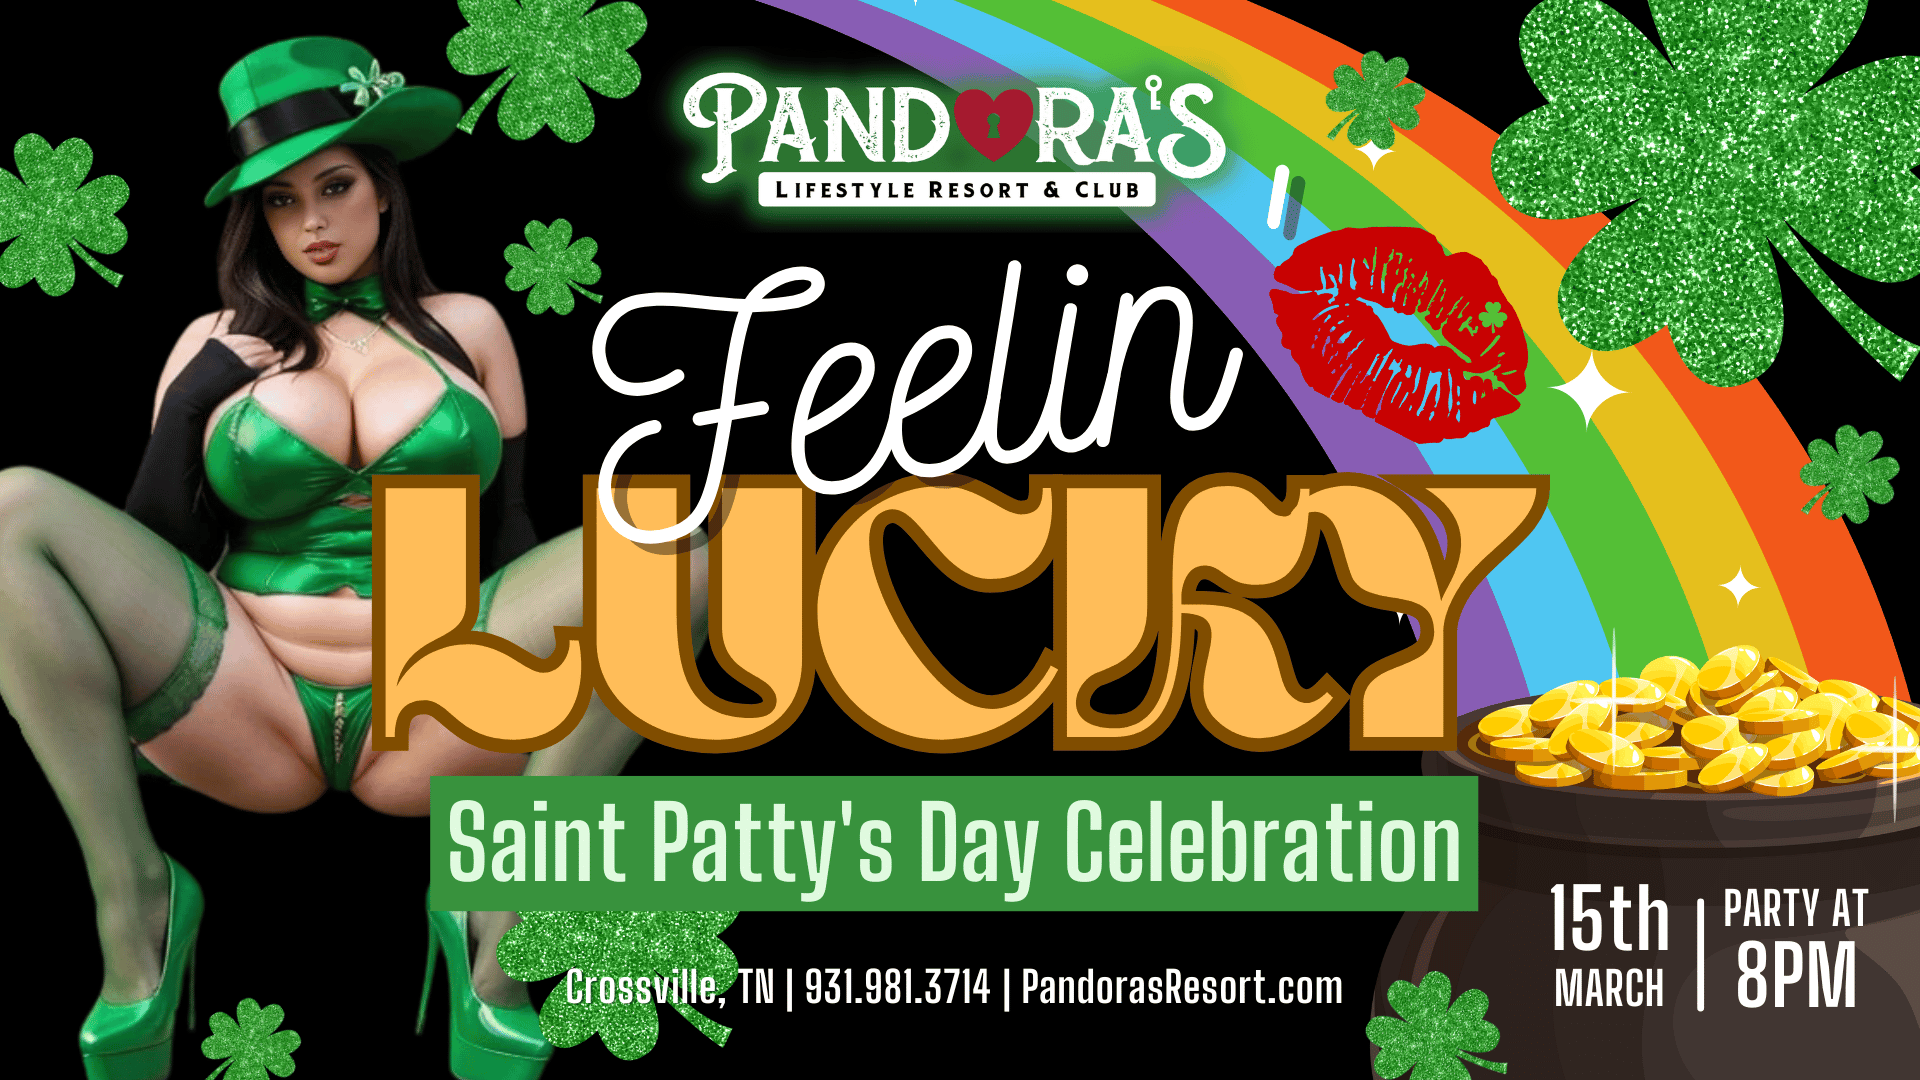 PANDORA'S
LIFESTYLE RESORT & CLUB
Feelin
LUCKY
Saint Patty's Day Celebration
15th
MARCH
PARTY AT
8PM
Crossville, TN | 931.981.3714 | PandorasResort.com